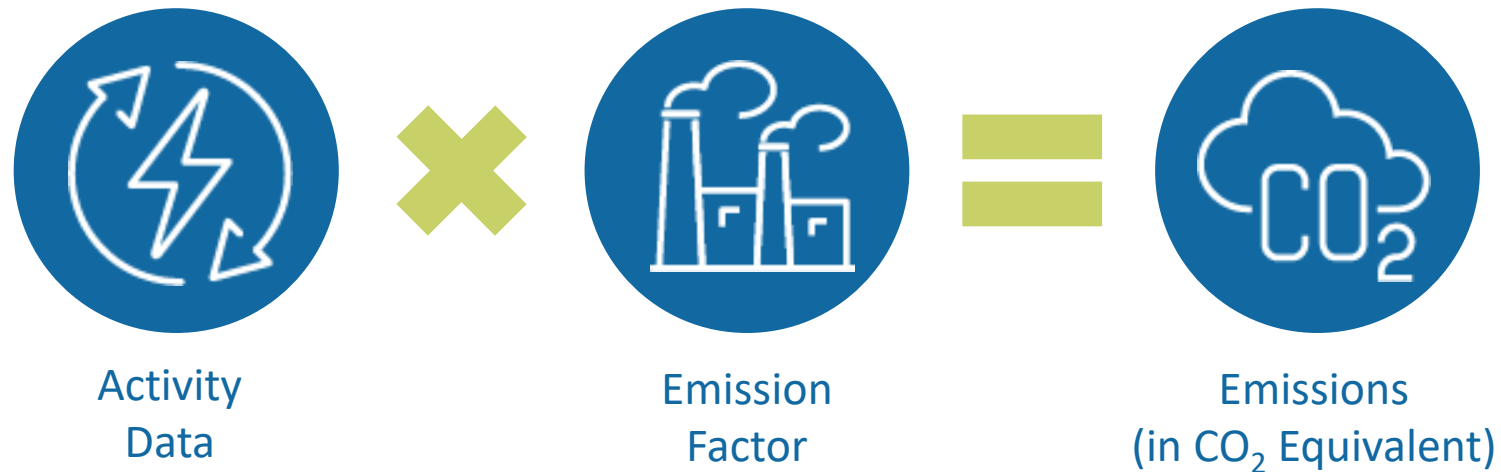 CO2
Activity
Data
Emission
Factor
Emissions
(in CO₂ Equivalent)